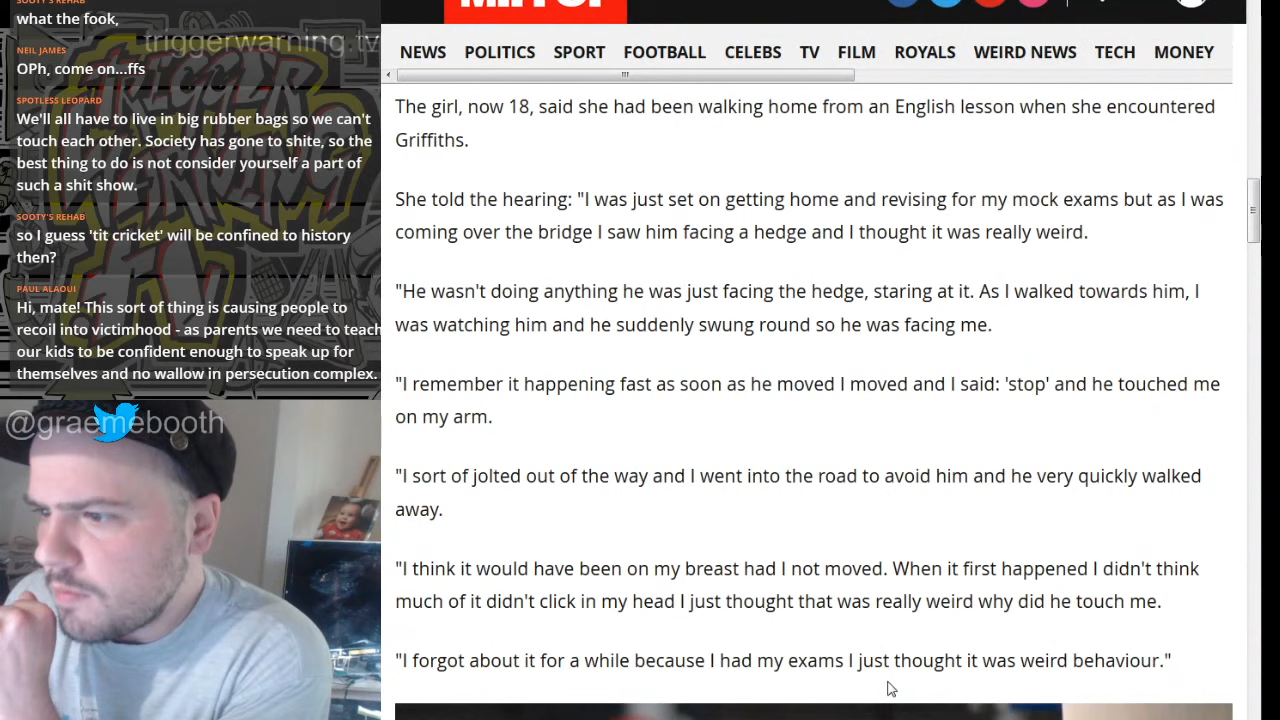 SOOTY'S REHAB
what the fook,
NEIL JAMES
OPh, come on...ffs
SPOTLESS LEOPARD
We'll all have to live in big rubber bags so we can't
touch each other. Society has gone to shite, so the
best thing to do is not consider yourself a part of
such a shit show.
SOOTY'S REHAB
so I guess 'tit cricket' will be confined to history
then?
PAUL ALAOUI
Hi, mate! This sort of thing is causing people to
recoil into victimhood - as parents we need to teach
our kids to be confident enough to speak up for
themselves and no wallow in persecution complex.
triggerwarning.tv
TRIGGER
WARNING
TV
@graemebooth
NEWS POLITICS SPORT FOOTBALL CELEBS TV FILM ROYALS WEIRD NEWS TECH MONEY
The girl, now 18, said she had been walking home from an English lesson when she encountered
Griffiths.
She told the hearing: "I was just set on getting home and revising for my mock exams but as I was
coming over the bridge I saw him facing a hedge and I thought it was really weird.
"He wasn't doing anything he was just facing the hedge, staring at it. As I walked towards him, I
was watching him and he suddenly swung round so he was facing me.
"I remember it happening fast as soon as he moved I moved and I said: 'stop' and he touched me
on my arm.
"I sort of jolted out of the way and I went into the road to avoid him and he very quickly walked
away.
"I think it would have been on my breast had I not moved. When it first happened I didn't think
much of it didn't click in my head I just thought that was really weird why did he touch me.
"I forgot about it for a while because I had my exams I just thought it was weird behaviour."